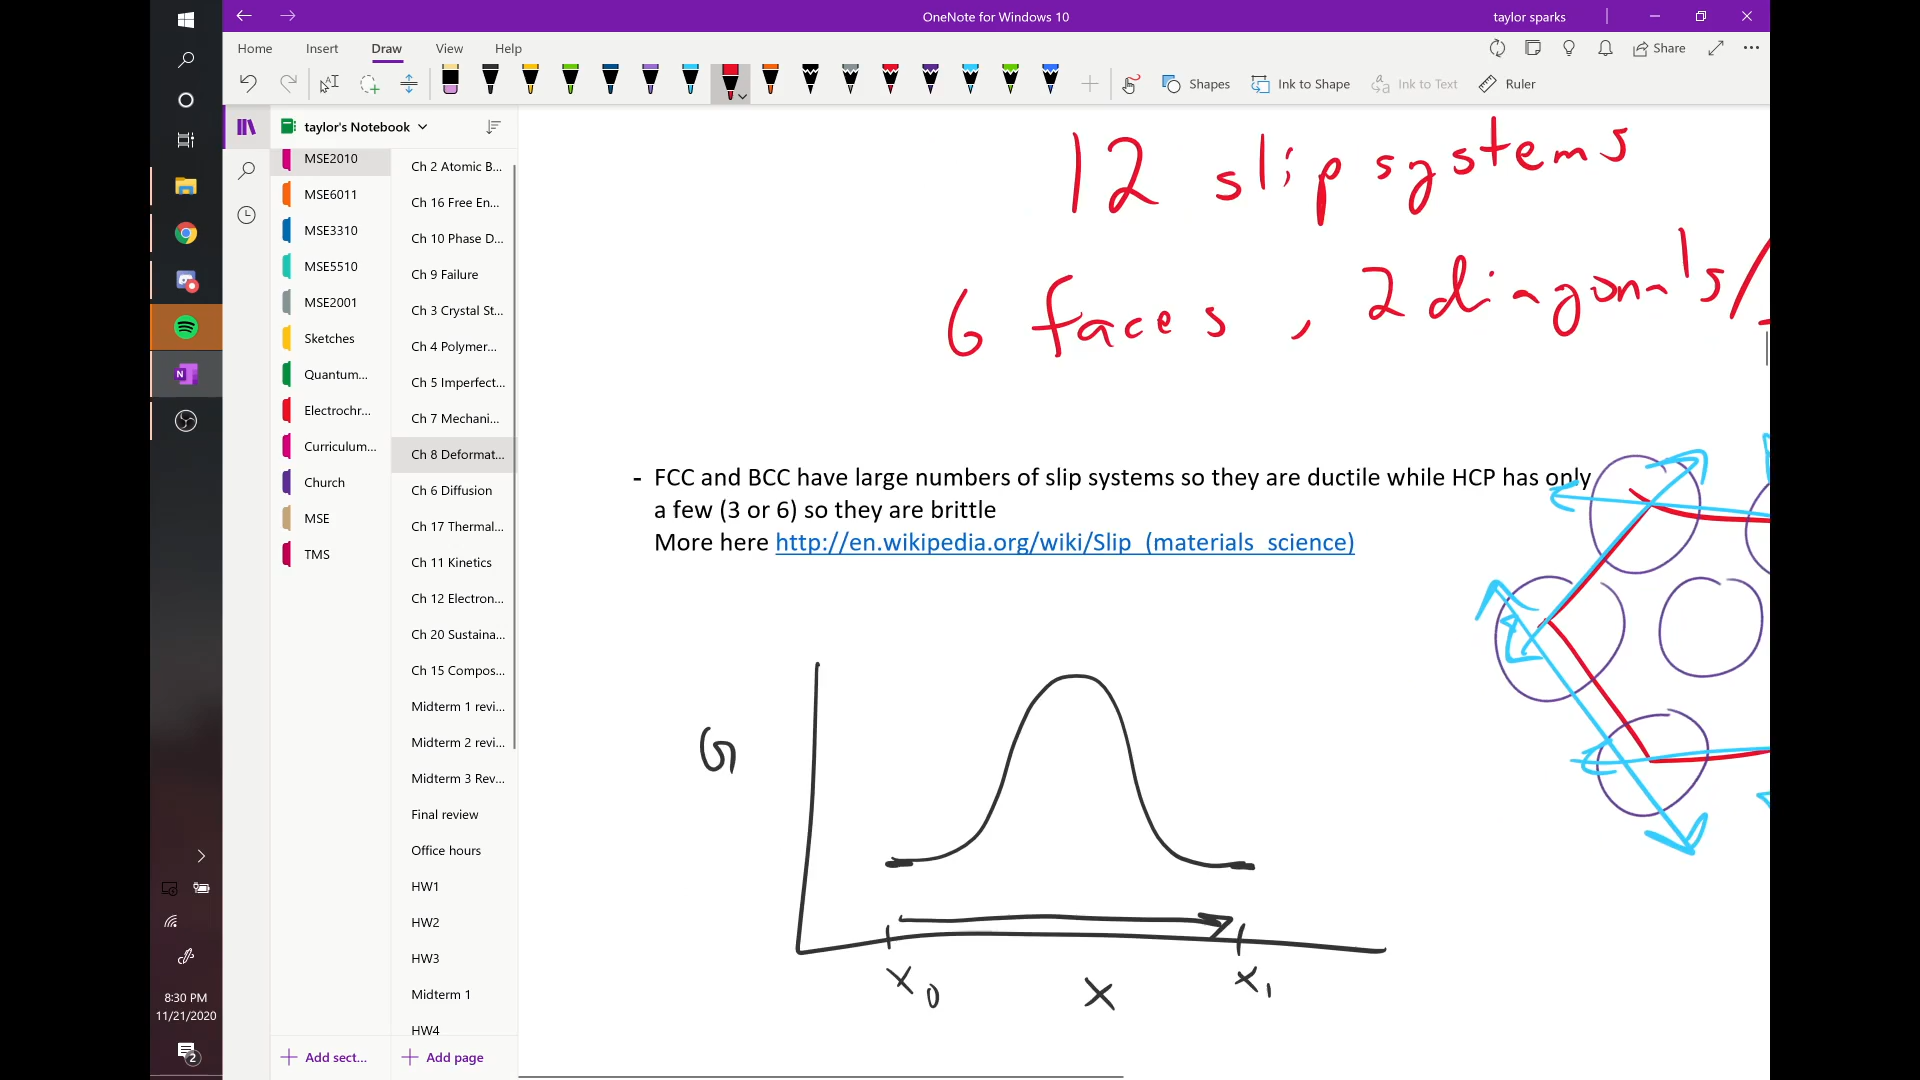 OneNote for Windows 10
taylor sparks
Home Insert Draw View Help
Share
Shapes Ink to Shape Ink to Text Ruler
taylor's Notebook
MSE2010
MSE6011
MSE3310
MSE5510
MSE2001
Sketches
Quantum...
Electrochr...
Curriculum...
Church
MSE
TMS
Add sect...
Ch 2 Atomic B...
Ch 16 Free En...
Ch 10 Phase D...
Ch 9 Failure
Ch 3 Crystal St...
Ch 4 Polymer...
Ch 5 Imperfect...
Ch 7 Mechani...
Ch 8 Deformat...
Ch 6 Diffusion
Ch 17 Thermal...
Ch 11 Kinetics
Ch 12 Electron...
Ch 20 Sustaina...
Ch 15 Compos...
Midterm 1 revi...
Midterm 2 revi...
Midterm 3 Rev...
Final review
Office hours
HW1
HW2
HW3
Midterm 1
HW4
Add page
12 slip systems
6 faces, 2 diagonals/
- FCC and BCC have large numbers of slip systems so they are ductile while HCP has only
a few (3 or 6) so they are brittle
More here http://en.wikipedia.org/wiki/Slip_(materials_science)
G
x0 x x1
8:30 PM
11/21/2020
2